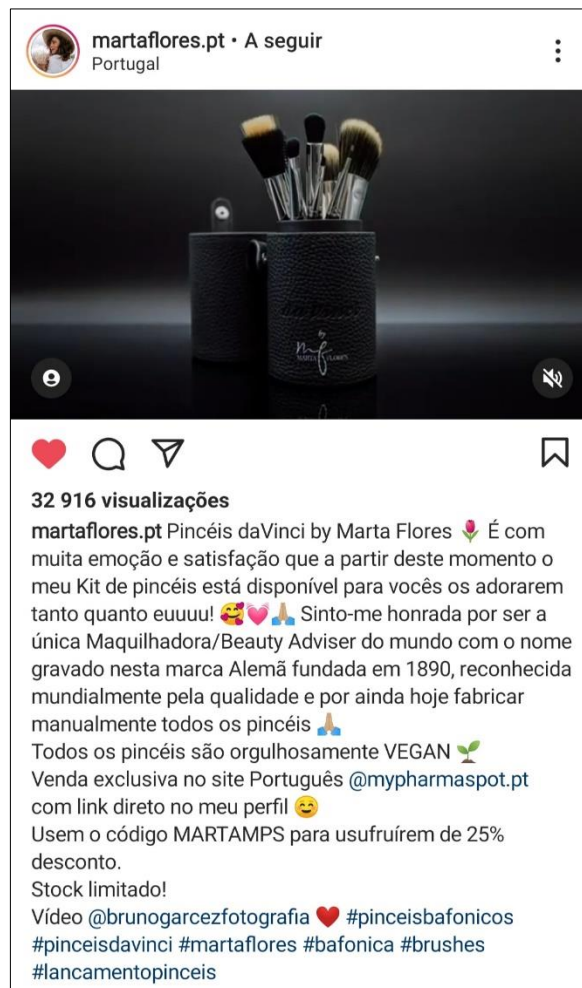 martaflores.pt • A seguir
Portugal
by
mf
MARTA FLORES
32 916 visualizações
martaflores.pt Pincéis daVinci by Marta Flores 🌷 É com
muita emoção e satisfação que a partir deste momento o
meu Kit de pincéis está disponível para vocês os adorarem
tanto quanto euuuu! 🥰💓🙏🏼 Sinto-me honrada por ser a
única Maquilhadora/Beauty Adviser do mundo com o nome
gravado nesta marca Alemã fundada em 1890, reconhecida
mundialmente pela qualidade e por ainda hoje fabricar
manualmente todos os pincéis 🙏🏼
Todos os pincéis são orgulhosamente VEGAN 🌱
Venda exclusiva no site Português @mypharmaspot.pt
com link direto no meu perfil 😊
Usem o código MARTAMPS para usufruírem de 25%
desconto.
Stock limitado!
Vídeo @brunogarcezfotografia ❤️ #pinceisbafonicos
#pinceisdavinci #martaflores #bafonica #brushes
#lancamentopinceis